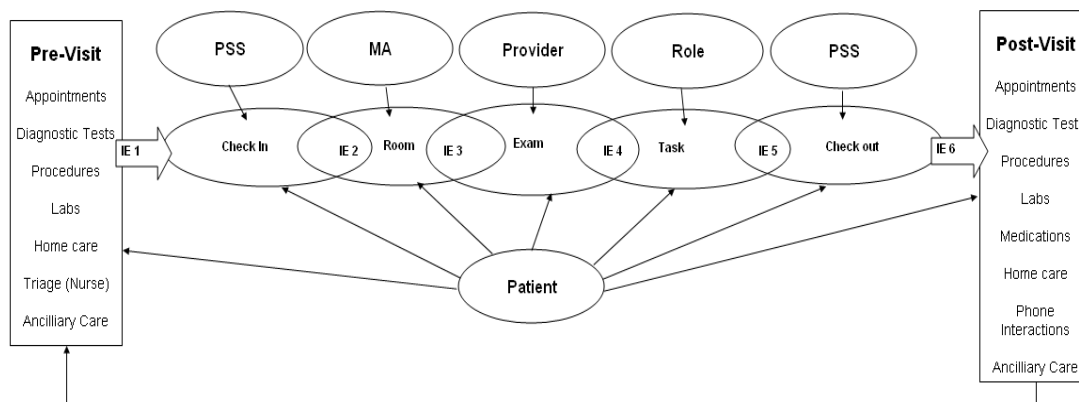 Pre-Visit
Appointments
Diagnostic Tests
Procedures
Labs
Home care
Triage (Nurse)
Ancilliary Care
PSS
MA
Provider
Role
PSS
IE 1
Check In
IE 2
Room
IE 3
Exam
IE 4
Task
IE 5
Check out
IE 6
Patient
Post-Visit
Appointments
Diagnostic Test
Procedures
Labs
Medications
Home care
Phone
Interactions
Ancilliary Care